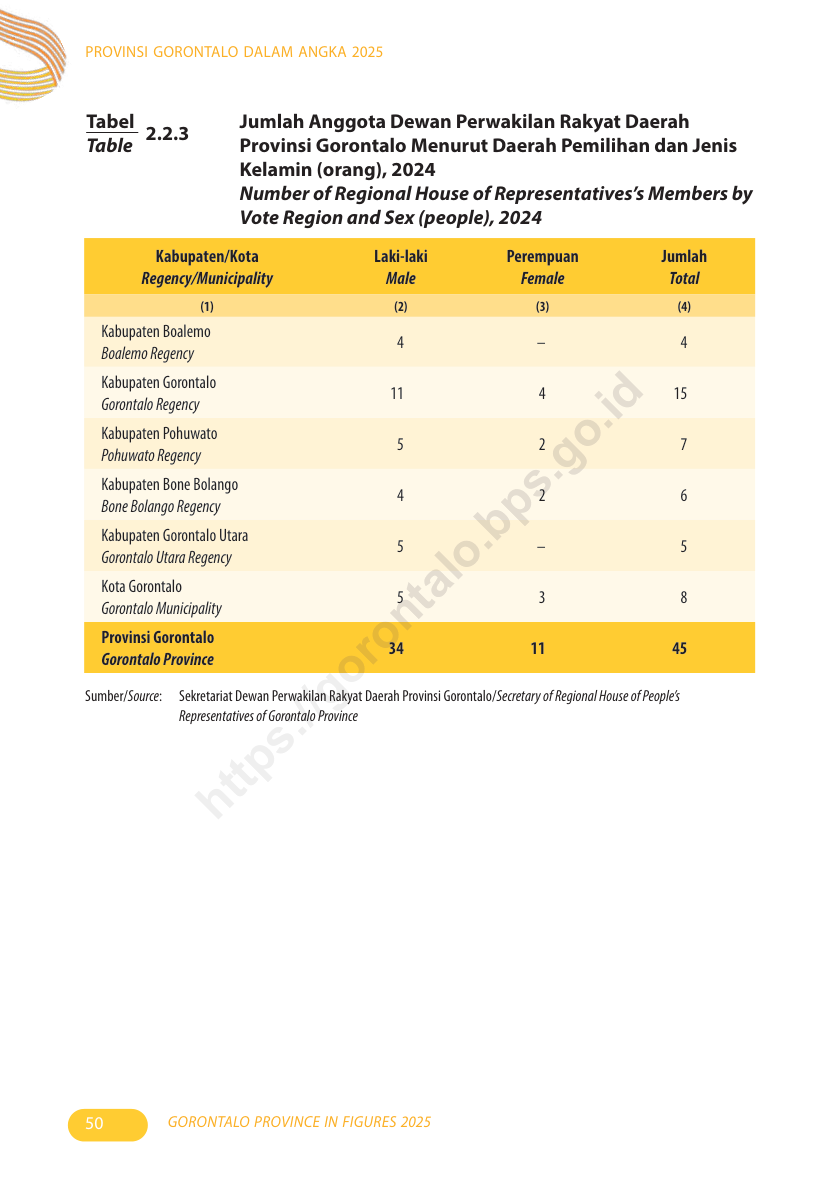 PROVINSI GORONTALO DALAM ANGKA 2025
Tabel
Table
2.2.3
Jumlah Anggota Dewan Perwakilan Rakyat Daerah
Provinsi Gorontalo Menurut Daerah Pemilihan dan Jenis
Kelamin (orang), 2024
Number of Regional House of Representatives's Members by
Vote Region and Sex (people), 2024
Kabupaten/Kota Laki-laki Perempuan Jumlah
Regency/Municipality Male Female Total
(1) (2) (3) (4)
Kabupaten Boalemo
Boalemo Regency
4 – 4
Kabupaten Gorontalo
Gorontalo Regency
11 4 15
Kabupaten Pohuwato
Pohuwato Regency
5 2 7
Kabupaten Bone Bolango
Bone Bolango Regency
4 2 6
Kabupaten Gorontalo Utara
Gorontalo Utara Regency
5 – 5
Kota Gorontalo
Gorontalo Municipality
5 3 8
Provinsi Gorontalo
Gorontalo Province
34 11 45
Sumber/Source: Sekretariat Dewan Perwakilan Rakyat Daerah Provinsi Gorontalo/Secretary of Regional House of People's
Representatives of Gorontalo Province
https://gorontalo.bps.go.id
50 GORONTALO PROVINCE IN FIGURES 2025